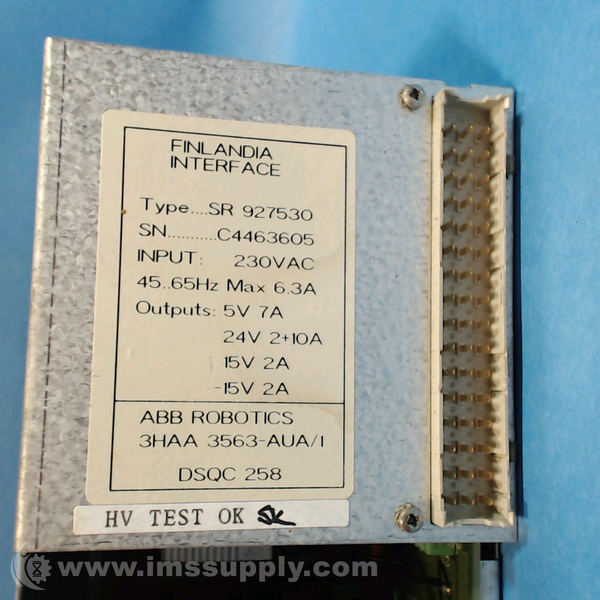 FINLANDIA
INTERFACE
Type....SR 927530
SN...........C4463605
INPUT: 230VAC
45..65Hz Max 6.3A
Outputs: 5V 7A
24V 2+10A
15V 2A
-15V 2A
ABB ROBOTICS
3HAA 3563-AUA/1
DSQC 258
HV TEST OK SK
www.imssupply.com